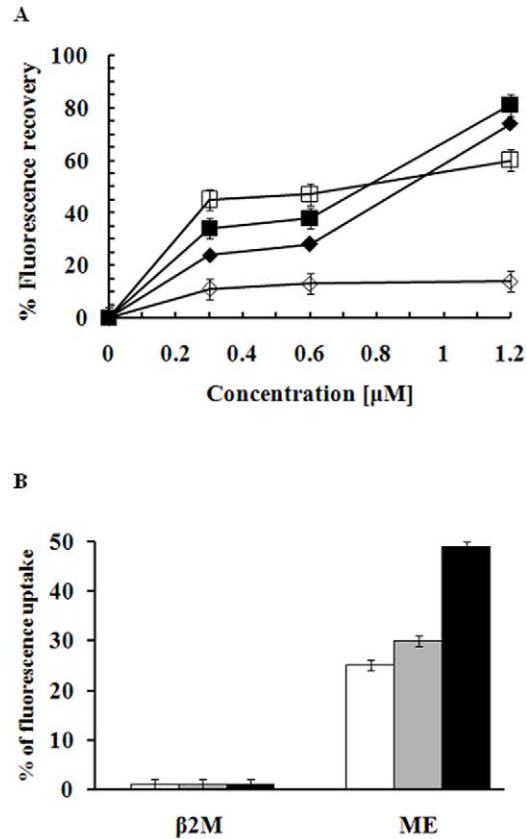 A
% Fluorescence recovery
100
80
60
40
20
0
0 0.2 0.4 0.6 0.8 1 1.2
Concentration [µM]
B
% of fluorescence uptake
50
40
30
20
10
0
β2M ME